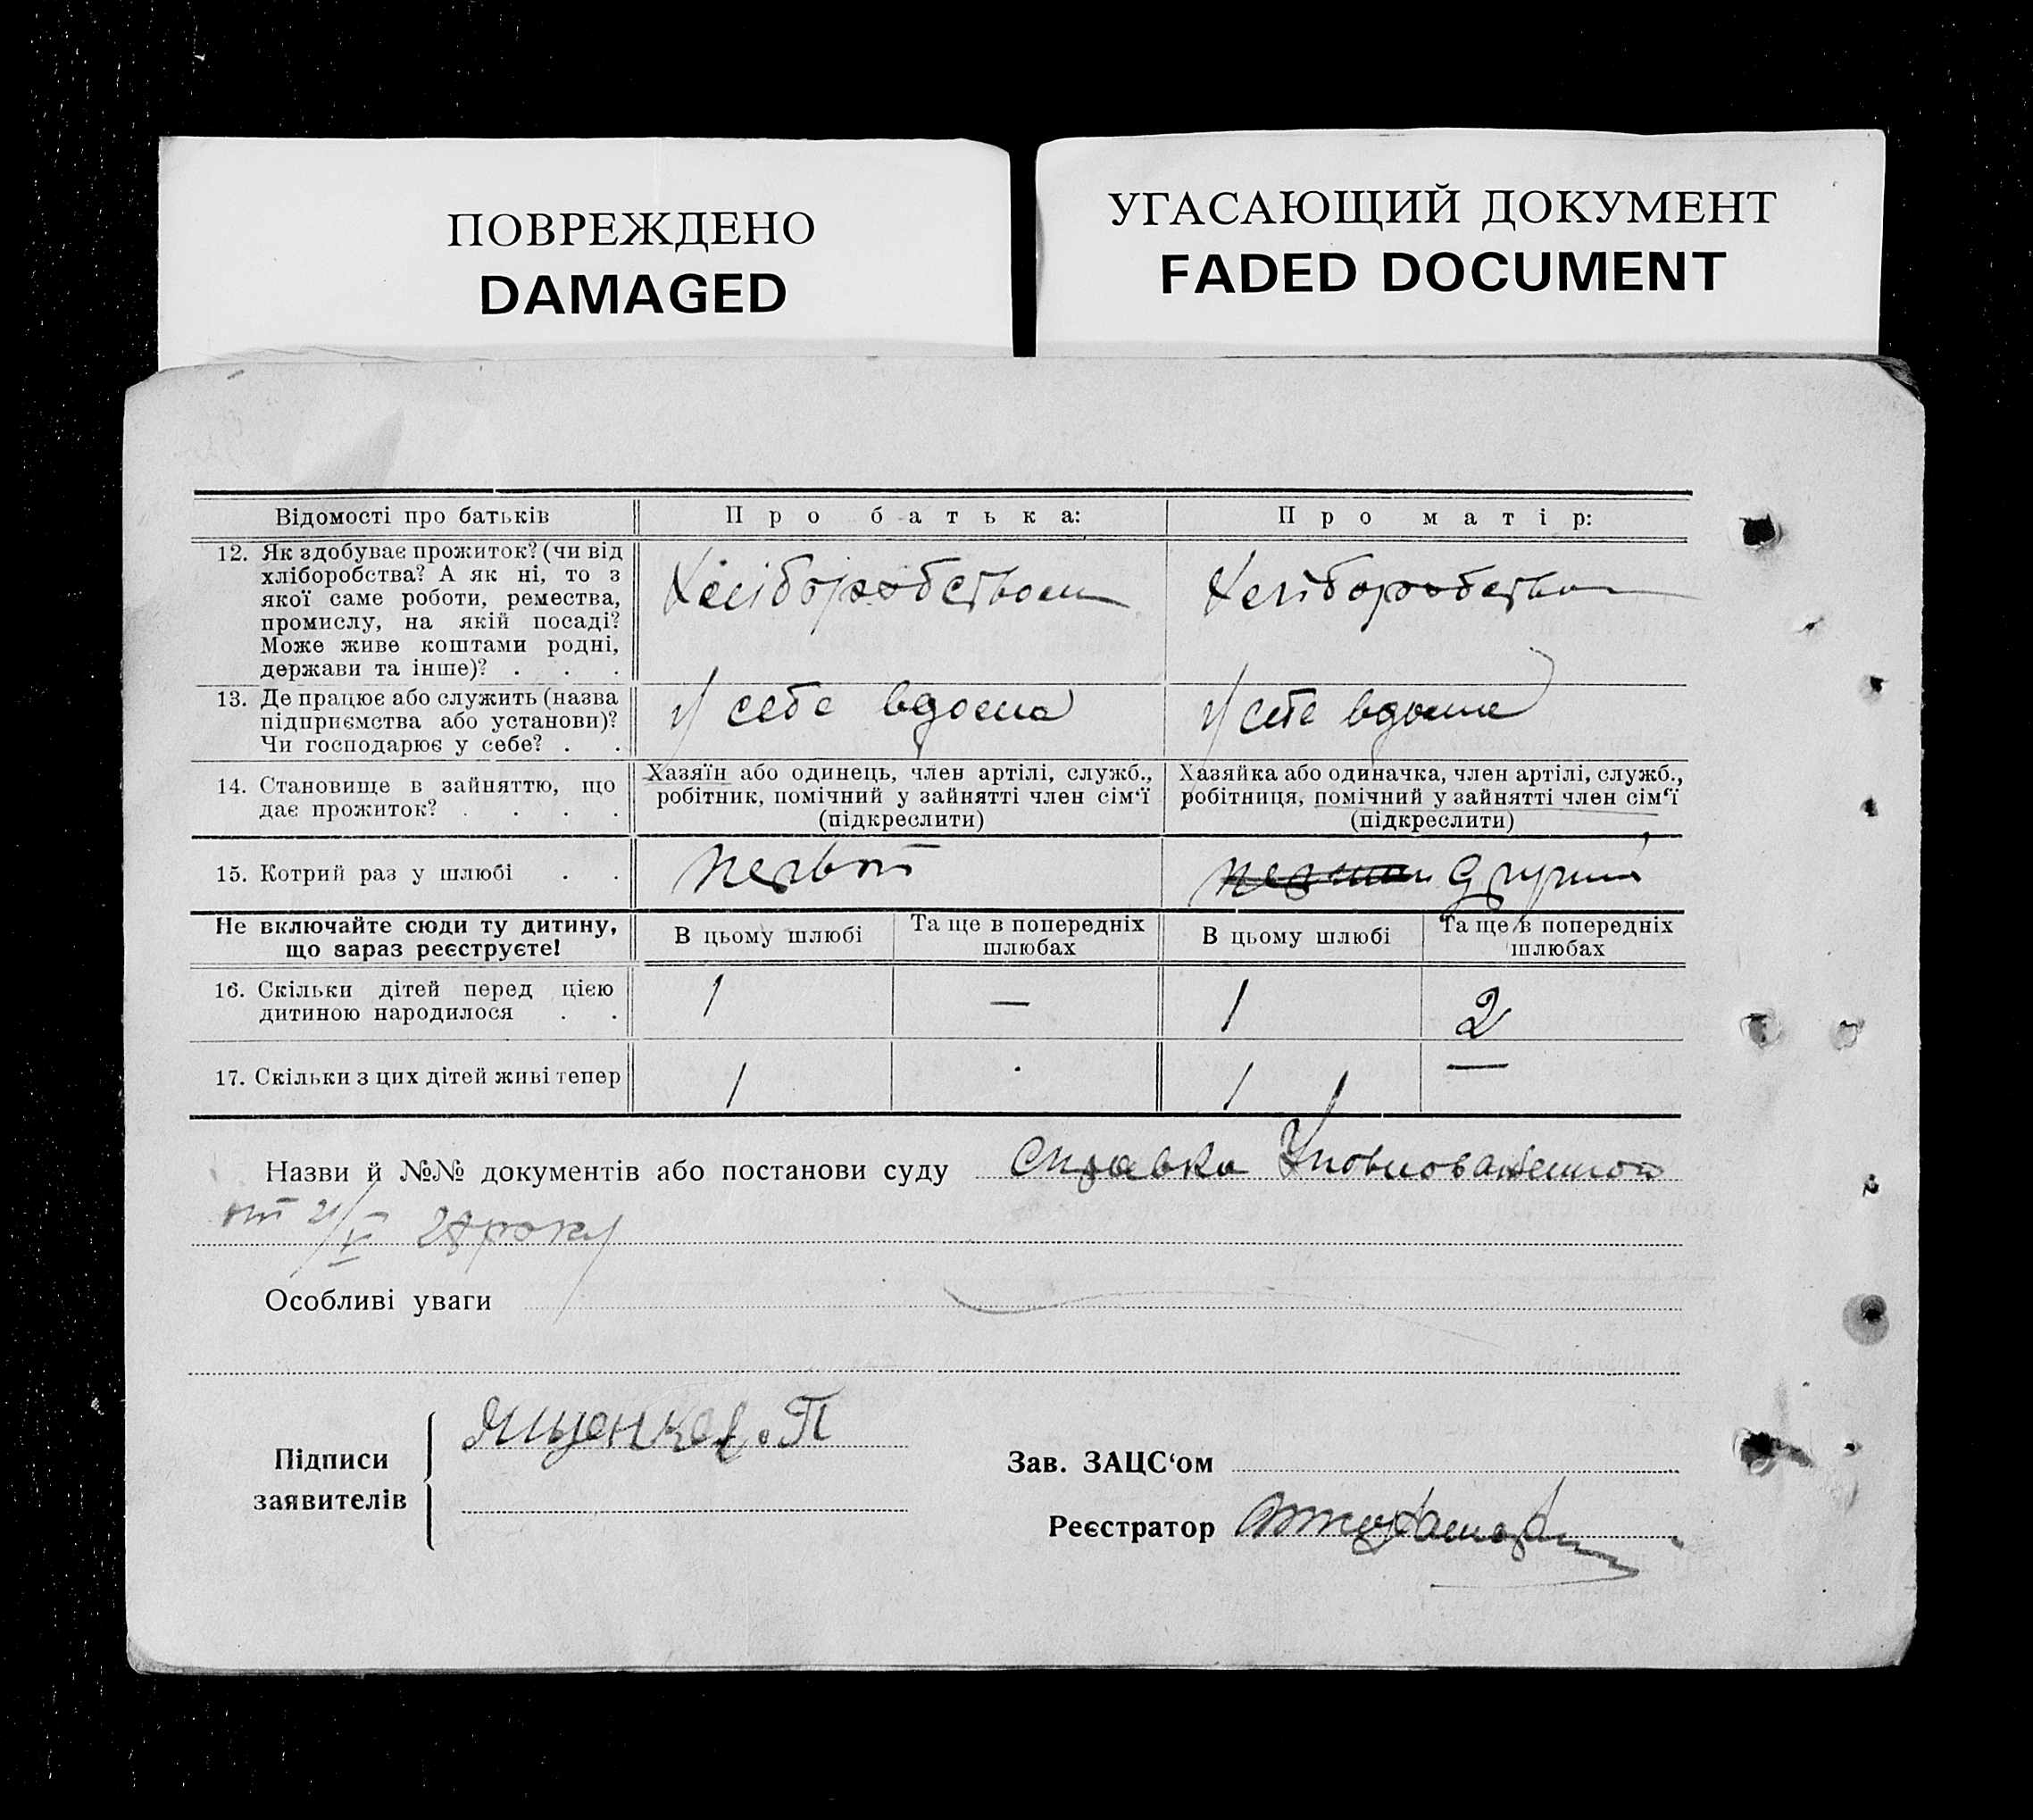 ПОВРЕЖДЕНО
DAMAGED
УГАСАЮЩИЙ ДОКУМЕНТ
FADED DOCUMENT
Відомості про батьків
Про батька:
Про матір:
12. Як здобуває прожиток? (чи від
хліборобства? А як ні, то з
якої саме роботи, ремества,
промислу, на якій посаді?
Може живе коштами родні,
держави та інше)? . . .
Хліборобством
Хліборобством
13. Де працює або служить (назва
підприємства або установи)?
Чи господарює у себе? . .
У себе вдома
У себе вдома
14. Становище в зайняттю, що
дає прожиток? . . . .
Хазяїн або одинець, член артілі, служб.,
робітник, помічний у зайнятті член сім‘ї
(підкреслити)
Хазяйка або одиначка, член артілі, служб.,
робітниця, помічний у зайнятті член сім‘ї
(підкреслити)
15. Котрий раз у шлюбі . .
другий
Не включайте сюди ту дитину,
що зараз реєструєте!
В цьому шлюбі
Та ще в попередніх
шлюбах
В цьому шлюбі
Та ще в попередніх
шлюбах
16. Скільки дітей перед цією
дитиною народилося . .
1
—
1
2
17. Скільки з цих дітей живі тепер
1
1
—
Назви й №№ документів або постанови суду Справка
року
Особливі уваги
Підписи
заявителів
Ященко П
Зав. ЗАЦС‘ом
Реєстратор